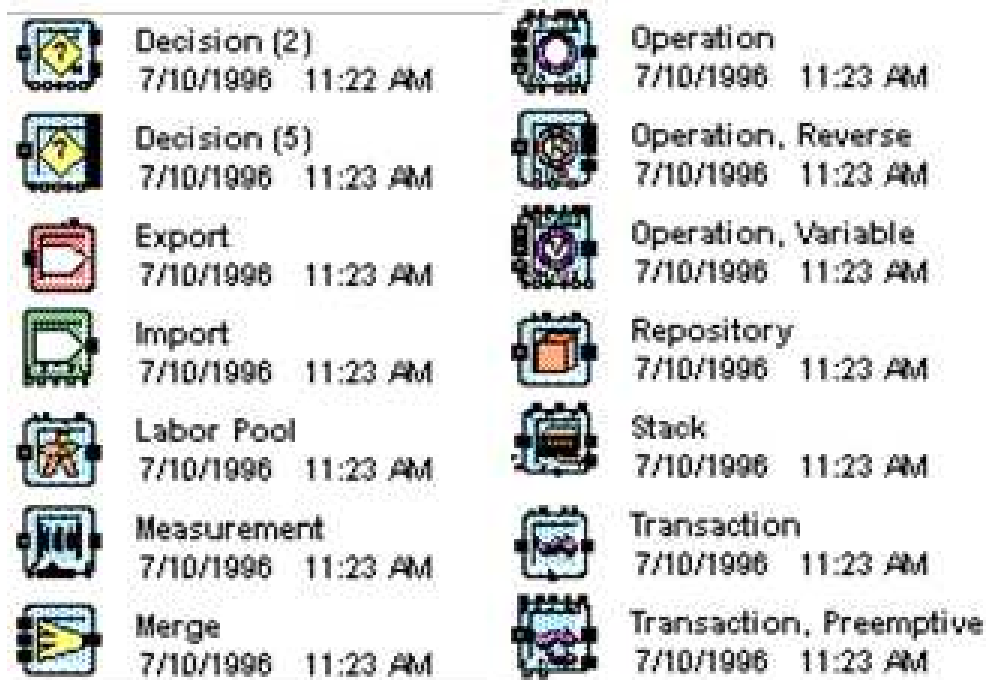 Decision (2)
7/10/1996 11:22 AM
Decision (5)
7/10/1996 11:23 AM
Export
7/10/1996 11:23 AM
Import
7/10/1996 11:23 AM
Labor Pool
7/10/1996 11:23 AM
Measurement
7/10/1996 11:23 AM
Merge
7/10/1996 11:23 AM
Operation
7/10/1996 11:23 AM
Operation, Reverse
7/10/1996 11:23 AM
Operation, Variable
7/10/1996 11:23 AM
Repository
7/10/1996 11:23 AM
Stack
7/10/1996 11:23 AM
Transaction
7/10/1996 11:23 AM
Transaction, Preemptive
7/10/1996 11:23 AM